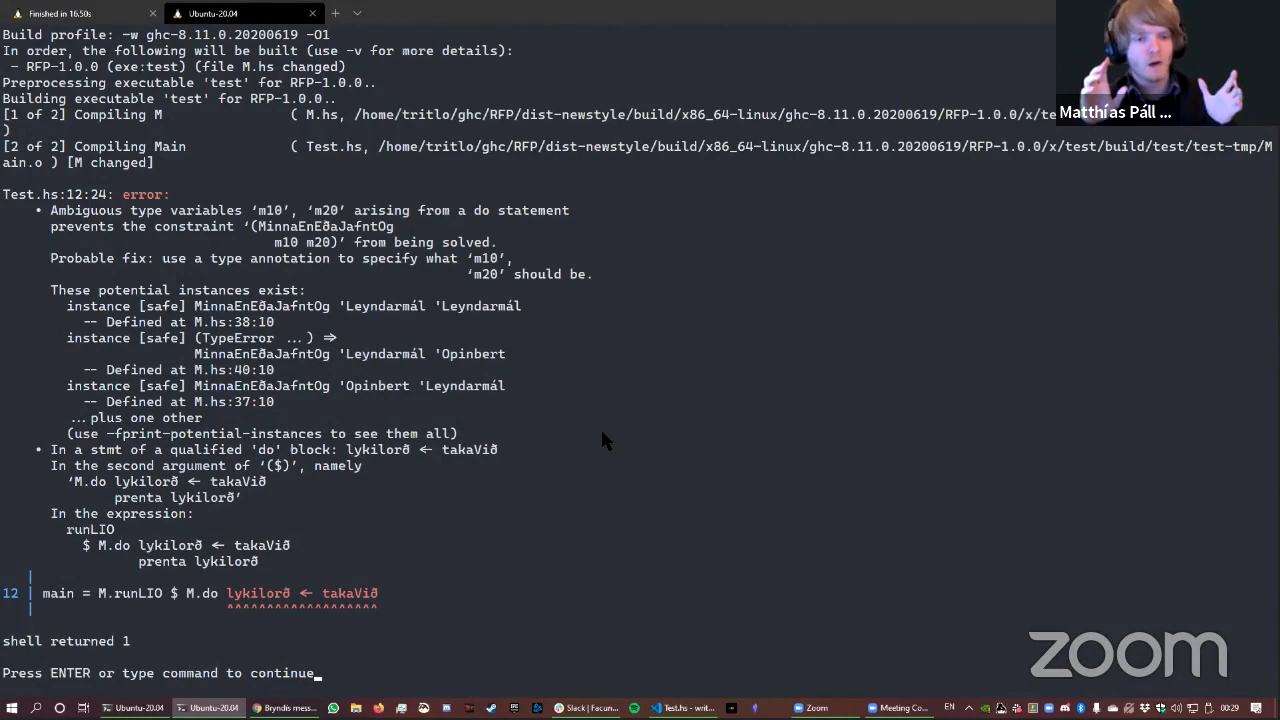 Finished in 16.50s
Ubuntu-20.04
Build profile: -w ghc-8.11.0.20200619 -O1
In order, the following will be built (use -v for more details):
 - RFP-1.0.0 (exe:test) (file M.hs changed)
Preprocessing executable 'test' for RFP-1.0.0..
Building executable 'test' for RFP-1.0.0..
[1 of 2] Compiling M                ( M.hs, /home/tritlo/ghc/RFP/dist-newstyle/build/x86_64-linux/ghc-8.11.0.20200619/RFP-1.0.0/x/te
)
[2 of 2] Compiling Main             ( Test.hs, /home/tritlo/ghc/RFP/dist-newstyle/build/x86_64-linux/ghc-8.11.0.20200619/RFP-1.0.0/x/test/build/test/test-tmp/M
ain.o ) [M changed]
Test.hs:12:24: error:
    • Ambiguous type variables ‘m10’, ‘m20’ arising from a do statement
      prevents the constraint ‘(MinnaEnEðaJafntOg
                                  m10 m20)’ from being solved.
      Probable fix: use a type annotation to specify what ‘m10’,
                                                          ‘m20’ should be.
      These potential instances exist:
        instance [safe] MinnaEnEðaJafntOg 'Leyndarmál 'Leyndarmál
          -- Defined at M.hs:38:10
        instance [safe] (TypeError ...) =>
                        MinnaEnEðaJafntOg 'Leyndarmál 'Opinbert
          -- Defined at M.hs:40:10
        instance [safe] MinnaEnEðaJafntOg 'Opinbert 'Leyndarmál
          -- Defined at M.hs:37:10
        ...plus one other
        (use -fprint-potential-instances to see them all)
    • In a stmt of a qualified 'do' block: lykilorð <- takaVið
      In the second argument of ‘($)’, namely
        ‘M.do lykilorð <- takaVið
              prenta lykilorð’
      In the expression:
        runLIO
          $ M.do lykilorð <- takaVið
                 prenta lykilorð
   |
12 | main = M.runLIO $ M.do lykilorð <- takaVið
   |                        ^^^^^^^^^^^^^^^^^^^
shell returned 1
Press ENTER or type command to continue
Matthías Páll ...
zoom
Ubuntu-20.04
Ubuntu-20.04
Bryndís mess...
Slack | Facun...
Test.hs - writ...
Zoom
Meeting Co...
EN
00:29